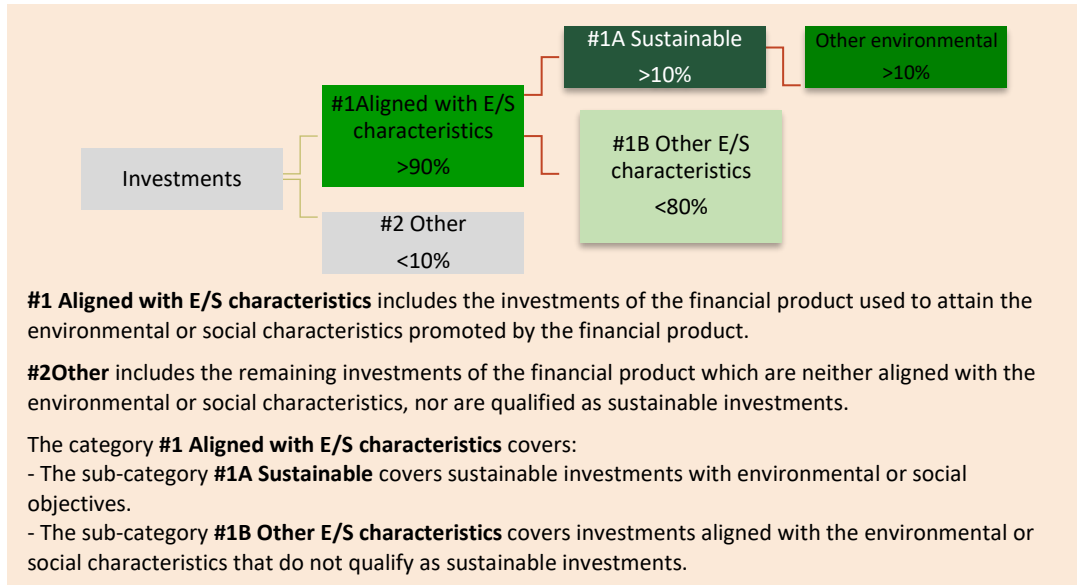 #1A Sustainable
>10%
Other environmental
>10%
#1Aligned with E/S
characteristics
>90%
#1B Other E/S
characteristics
<80%
Investments
#2 Other
<10%
#1 Aligned with E/S characteristics includes the investments of the financial product used to attain the
environmental or social characteristics promoted by the financial product.
#2Other includes the remaining investments of the financial product which are neither aligned with the
environmental or social characteristics, nor are qualified as sustainable investments.
The category #1 Aligned with E/S characteristics covers:
- The sub-category #1A Sustainable covers sustainable investments with environmental or social
objectives.
- The sub-category #1B Other E/S characteristics covers investments aligned with the environmental or
social characteristics that do not qualify as sustainable investments.